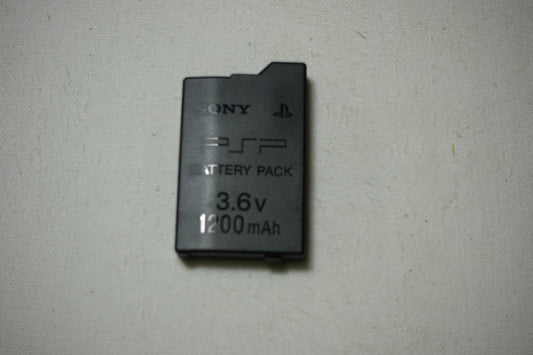 SONY
PSP
BATTERY PACK
3.6V
1200mAh